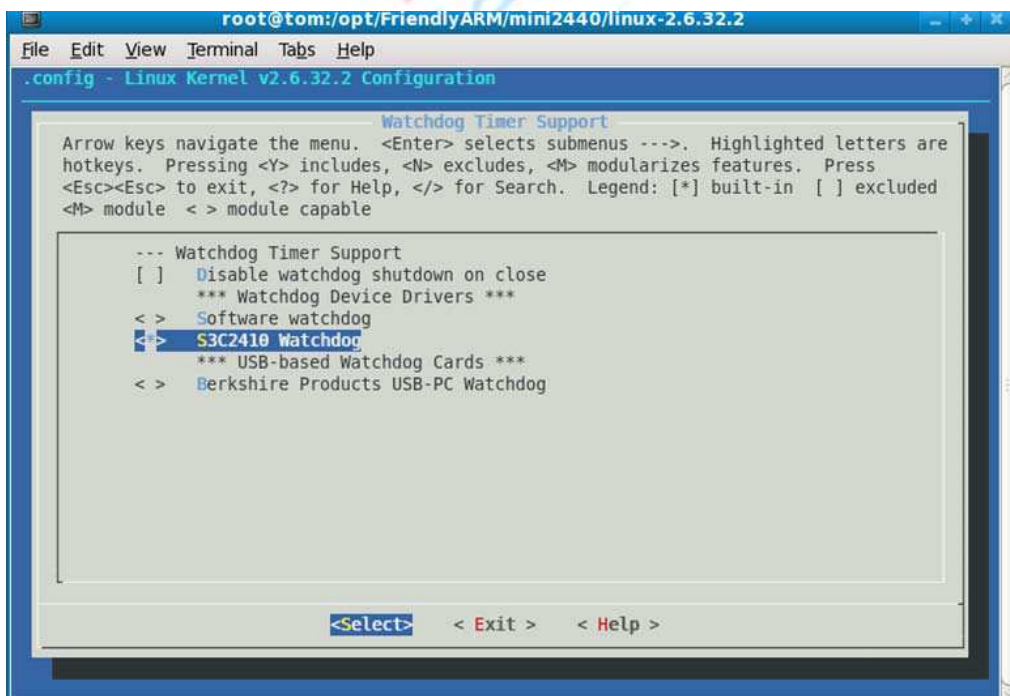 root@tom:/opt/FriendlyARM/mini2440/linux-2.6.32.2
File Edit View Terminal Tabs Help
.config - Linux Kernel v2.6.32.2 Configuration
Watchdog Timer Support
Arrow keys navigate the menu. <Enter> selects submenus --->. Highlighted letters are
hotkeys. Pressing <Y> includes, <N> excludes, <M> modularizes features. Press
<Esc><Esc> to exit, <?> for Help, </> for Search. Legend: [*] built-in [ ] excluded
<M> module < > module capable
--- Watchdog Timer Support
[ ] Disable watchdog shutdown on close
*** Watchdog Device Drivers ***
< > Software watchdog
<*> S3C2410 Watchdog
*** USB-based Watchdog Cards ***
< > Berkshire Products USB-PC Watchdog
<Select> < Exit > < Help >